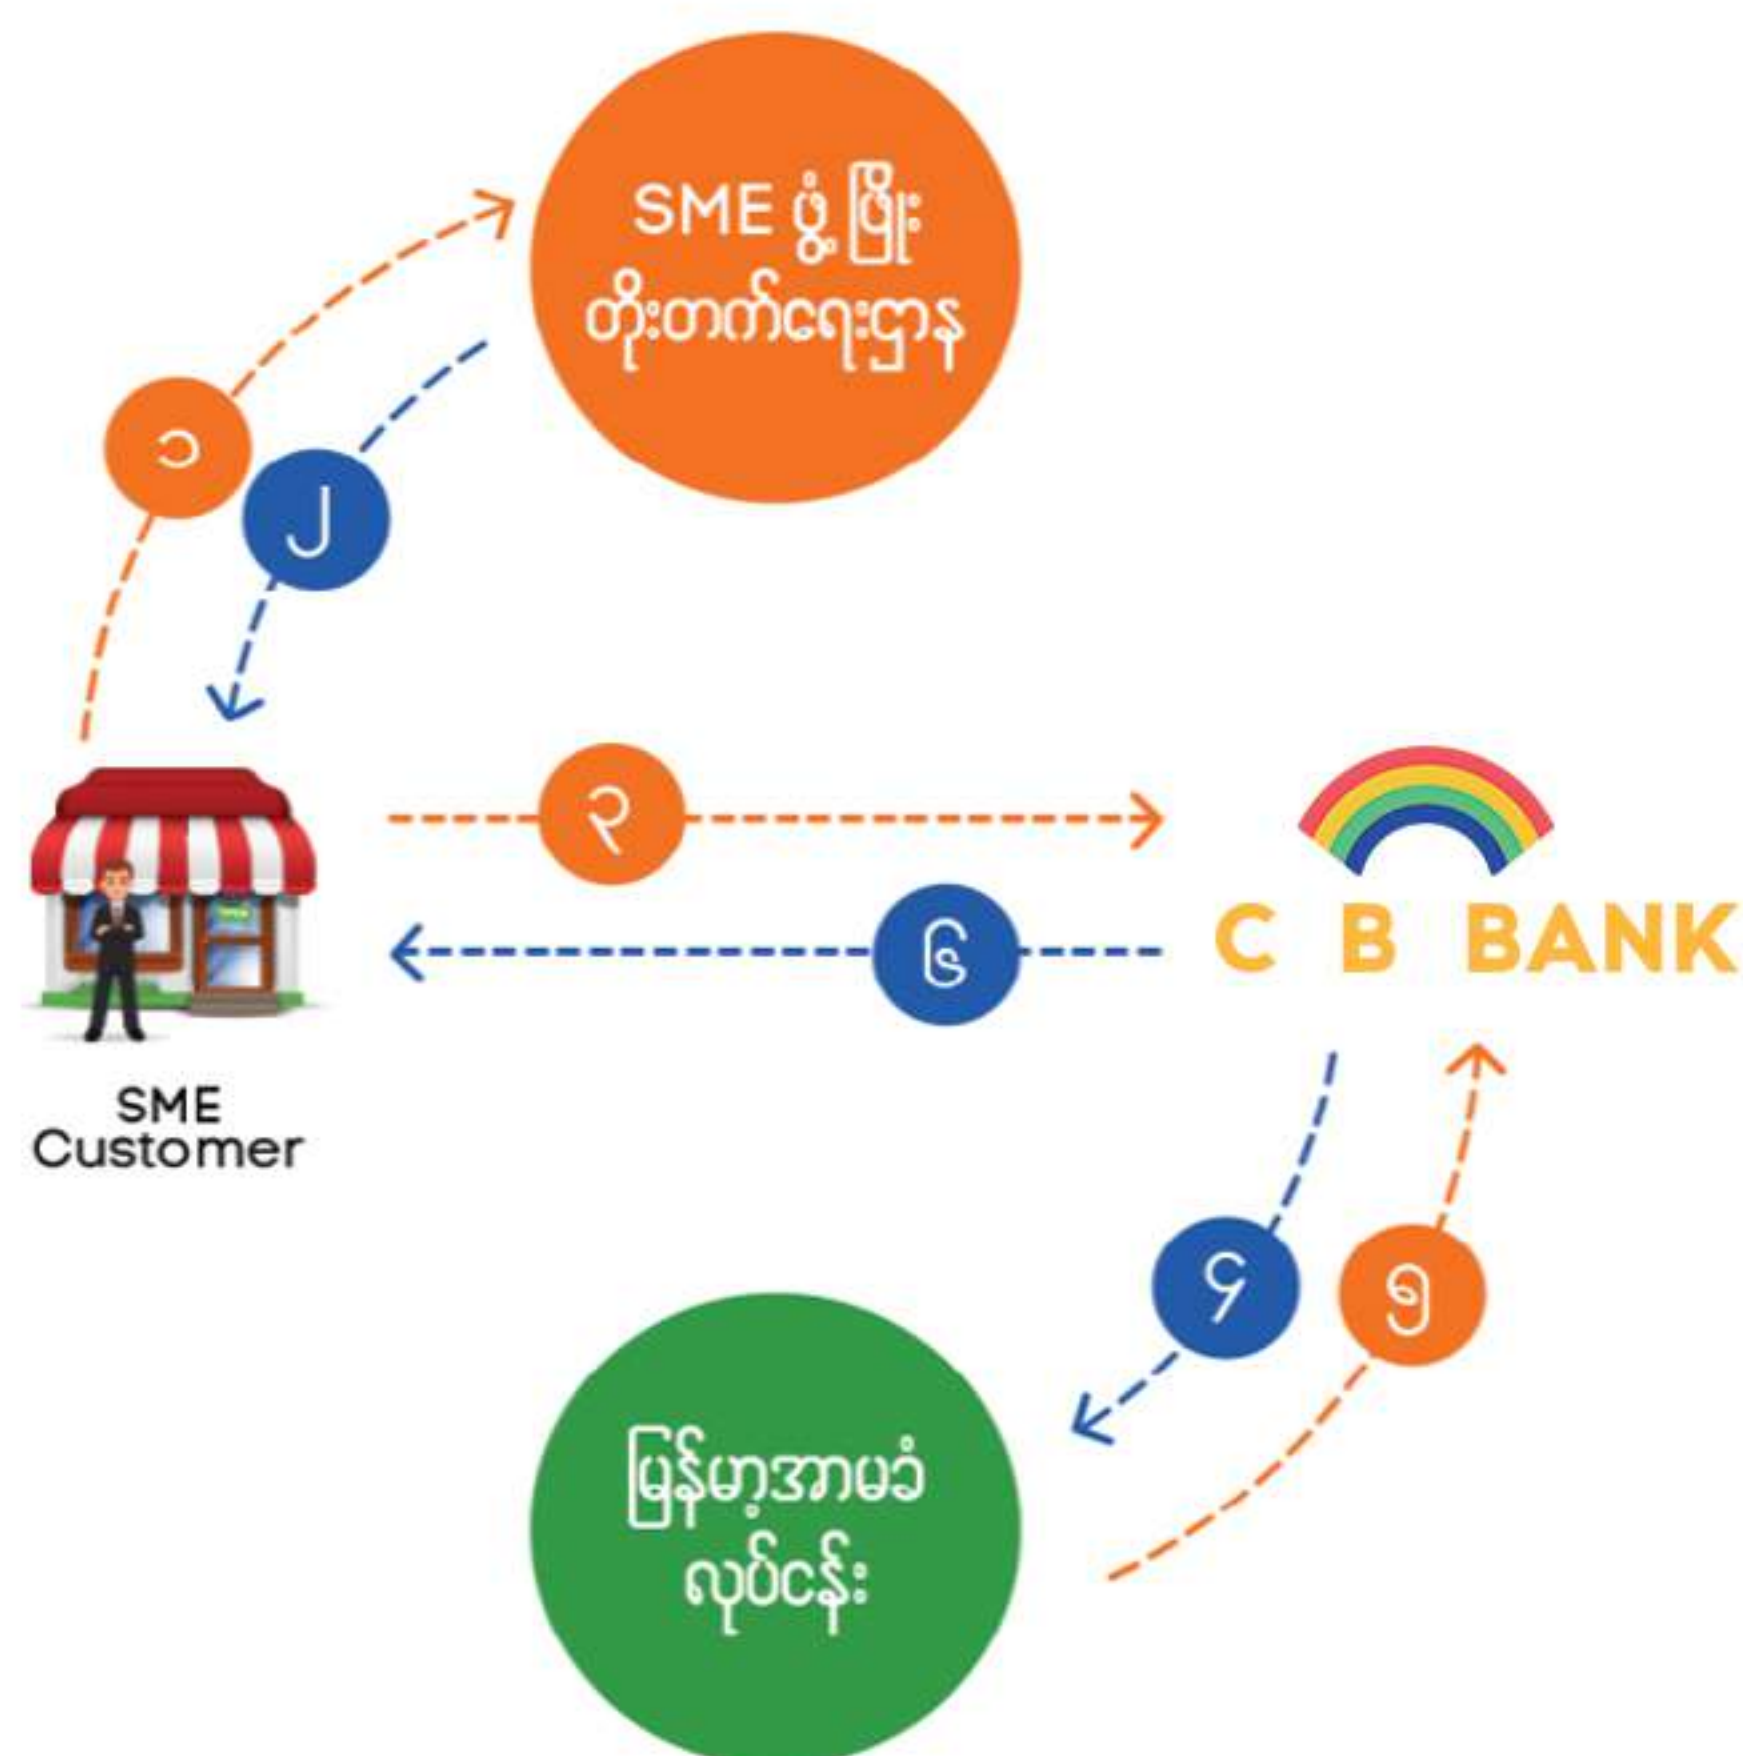 SME ဖွံ့ဖြိုး
တိုးတက်ရေးဌာန
၁
၂
၃
၆
C B BANK
SME
Customer
၄
၅
မြန်မာ့အာမခံ
လုပ်ငန်း